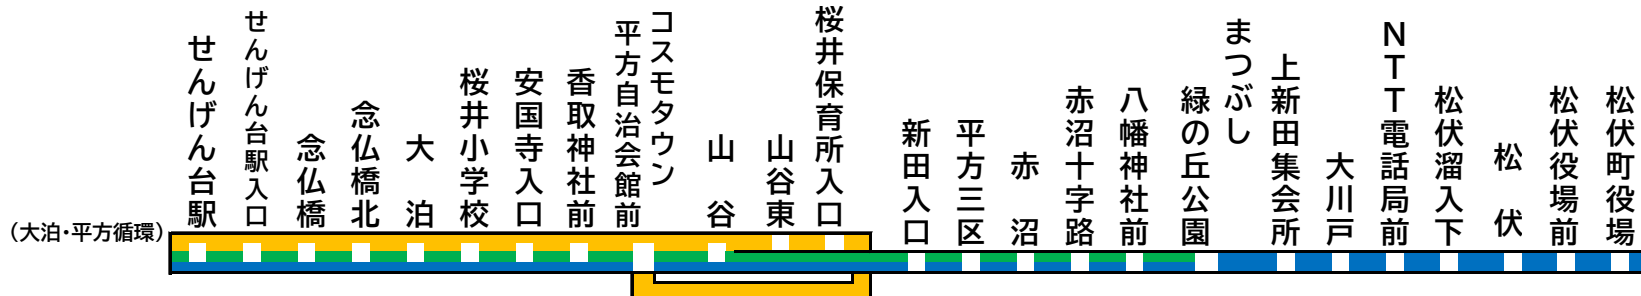 せんげん台駅
せんげん台駅入口
念仏橋
念仏橋北
大泊
桜井小学校
安国寺入口
香取神社前
コスモタウン
平方自治会館前
山谷
山谷東
桜井保育所入口
新田入口
平方三区
赤沼
赤沼十字路
八幡神社前
まつぶし
緑の丘公園
上新田集会所
大川戸
NTT電話局前
松伏溜入下
松伏
松伏役場前
松伏町役場
(大泊・平方循環)